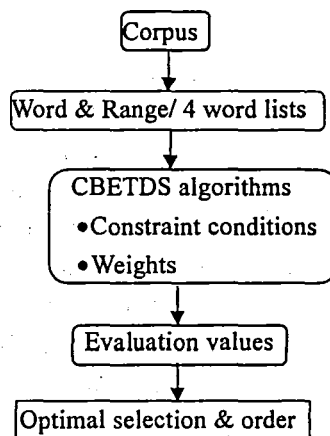 Corpus
Word & Range/ 4 word lists
CBETDS algorithms
•Constraint conditions
•Weights
Evaluation values
Optimal selection & order